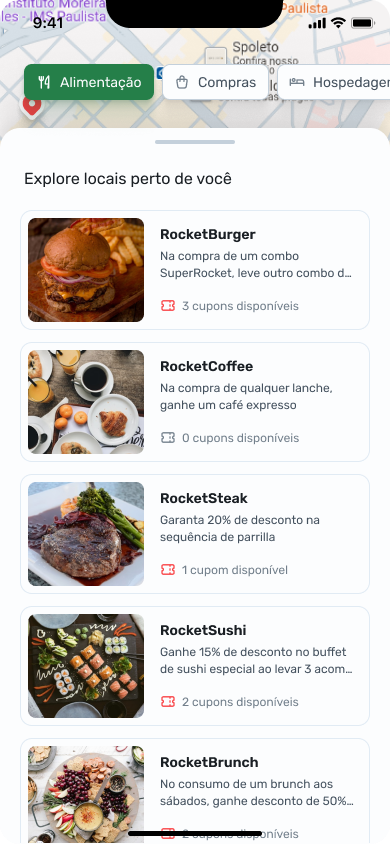 Instituto Moreira
les - IMS Paulista
9:41
Paulista
Spoleto
Confira nosso
Alimentação
Compras
Hospedagem
Explore locais perto de você
RocketBurger
Na compra de um combo
SuperRocket, leve outro combo d...
3 cupons disponíveis
RocketCoffee
Na compra de qualquer lanche,
ganhe um café expresso
0 cupons disponíveis
RocketSteak
Garanta 20% de desconto na
sequência de parrilla
1 cupom disponível
RocketSushi
Ganhe 15% de desconto no buffet
de sushi especial ao levar 3 acom...
2 cupons disponíveis
RocketBrunch
No consumo de um brunch aos
sábados, ganhe desconto de 50%...
2 cupons disponíveis